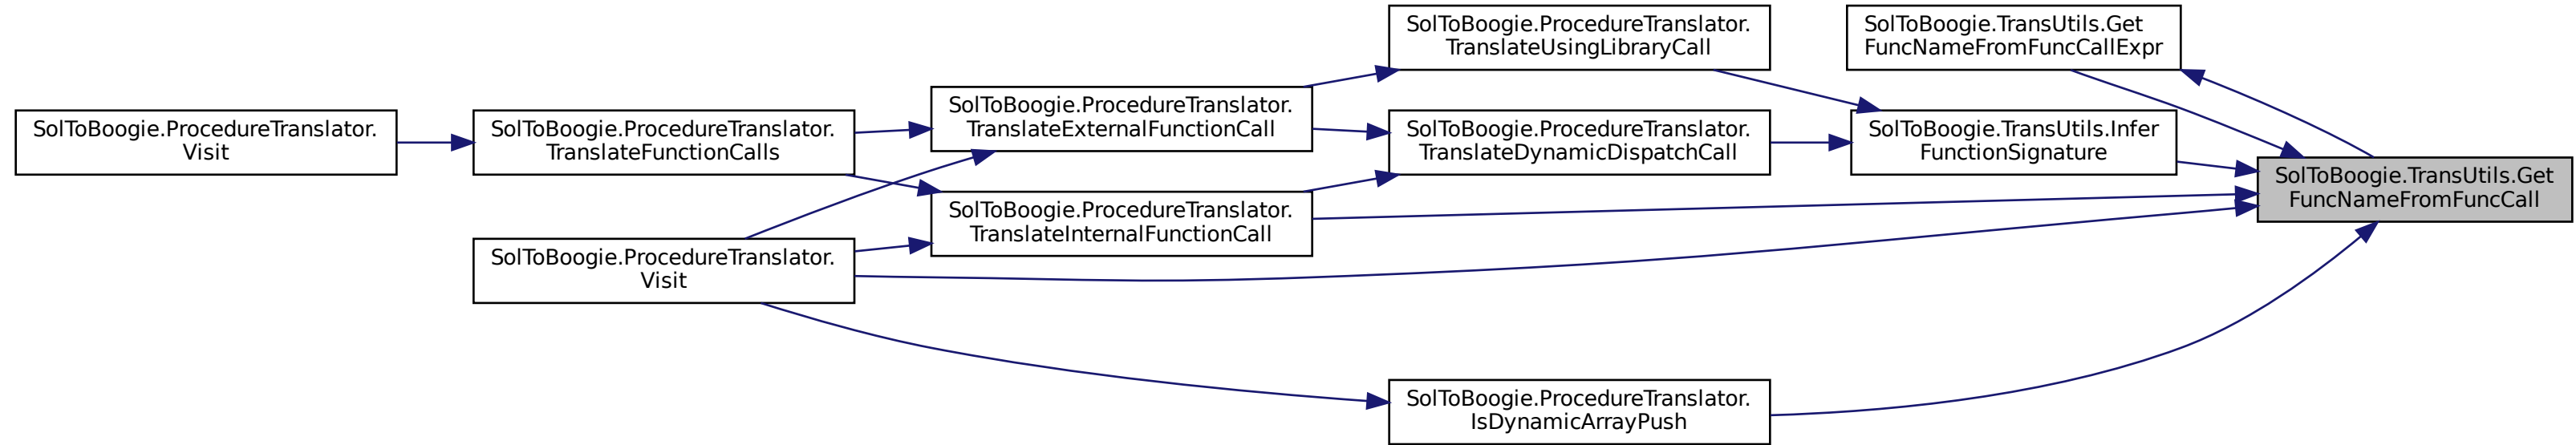 SolToBoogie.ProcedureTranslator.
Visit
SolToBoogie.ProcedureTranslator.
TranslateFunctionCalls
SolToBoogie.ProcedureTranslator.
Visit
SolToBoogie.ProcedureTranslator.
TranslateExternalFunctionCall
SolToBoogie.ProcedureTranslator.
TranslateInternalFunctionCall
SolToBoogie.ProcedureTranslator.
TranslateUsingLibraryCall
SolToBoogie.ProcedureTranslator.
TranslateDynamicDispatchCall
SolToBoogie.ProcedureTranslator.
IsDynamicArrayPush
SolToBoogie.TransUtils.Get
FuncNameFromFuncCallExpr
SolToBoogie.TransUtils.Infer
FunctionSignature
SolToBoogie.TransUtils.Get
FuncNameFromFuncCall